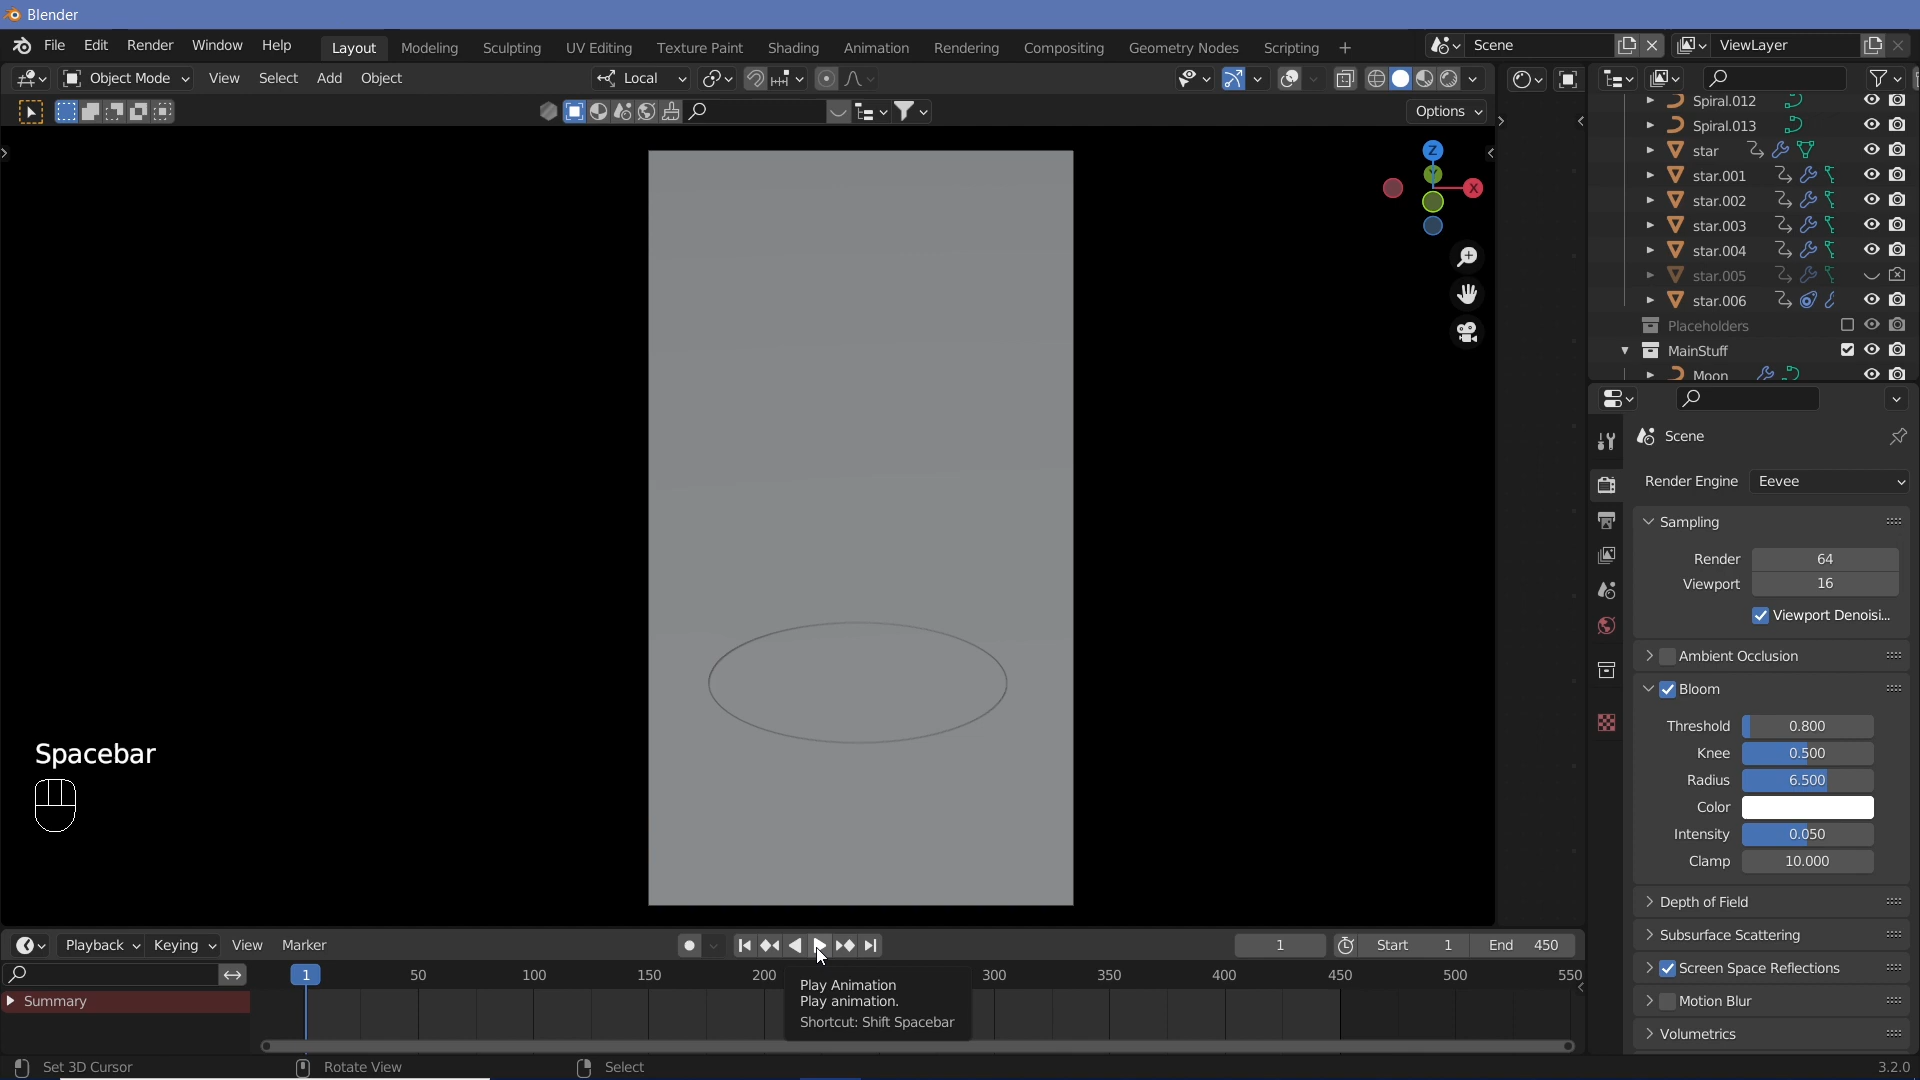 Blender
File Edit Render Window Help Layout Modeling Sculpting UV Editing Texture Paint Shading Animation Rendering Compositing Geometry Nodes Scripting + Scene ViewLayer
Object Mode View Select Add Object Local
Options
Z
Y
X
Spiral.012
Spiral.013
star
star.001
star.002
star.003
star.004
star.005
star.006
Placeholders
MainStuff
Moon
Scene
Render Engine Eevee
Sampling
Render 64
Viewport 16
Viewport Denoisi...
Ambient Occlusion
Bloom
Threshold 0.800
Knee 0.500
Radius 6.500
Color
Intensity 0.050
Clamp 10.000
Depth of Field
Subsurface Scattering
Screen Space Reflections
Motion Blur
Volumetrics
Spacebar
Playback Keying View Marker 1 Start 1 End 450
1 50 100 150 200 300 350 400 450 500 550
Summary
Play Animation
Play animation.
Shortcut: Shift Spacebar
Set 3D Cursor Rotate View Select 3.2.0